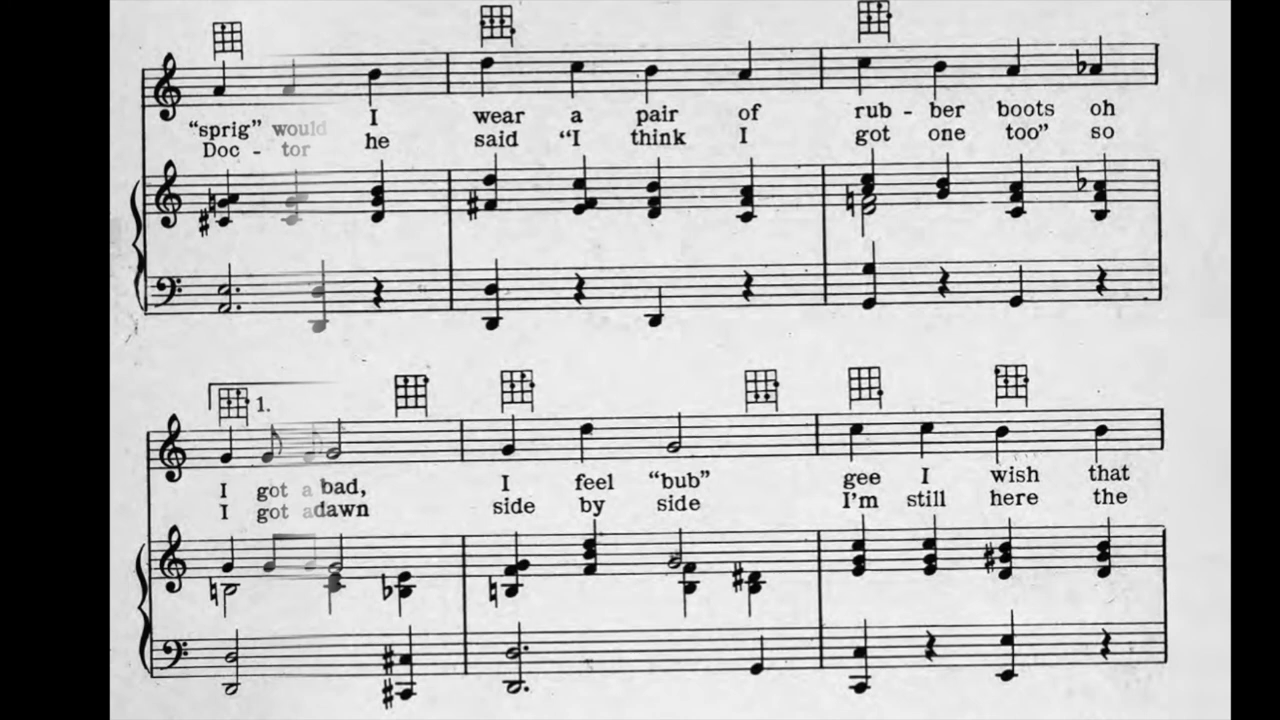 "sprig" would I wear a pair of rub - ber boots oh
Doc - tor he said "I think I got one too" so
1.
I got a bad, I feel "bub" gee I wish that
I got adawn side by side I'm still here the